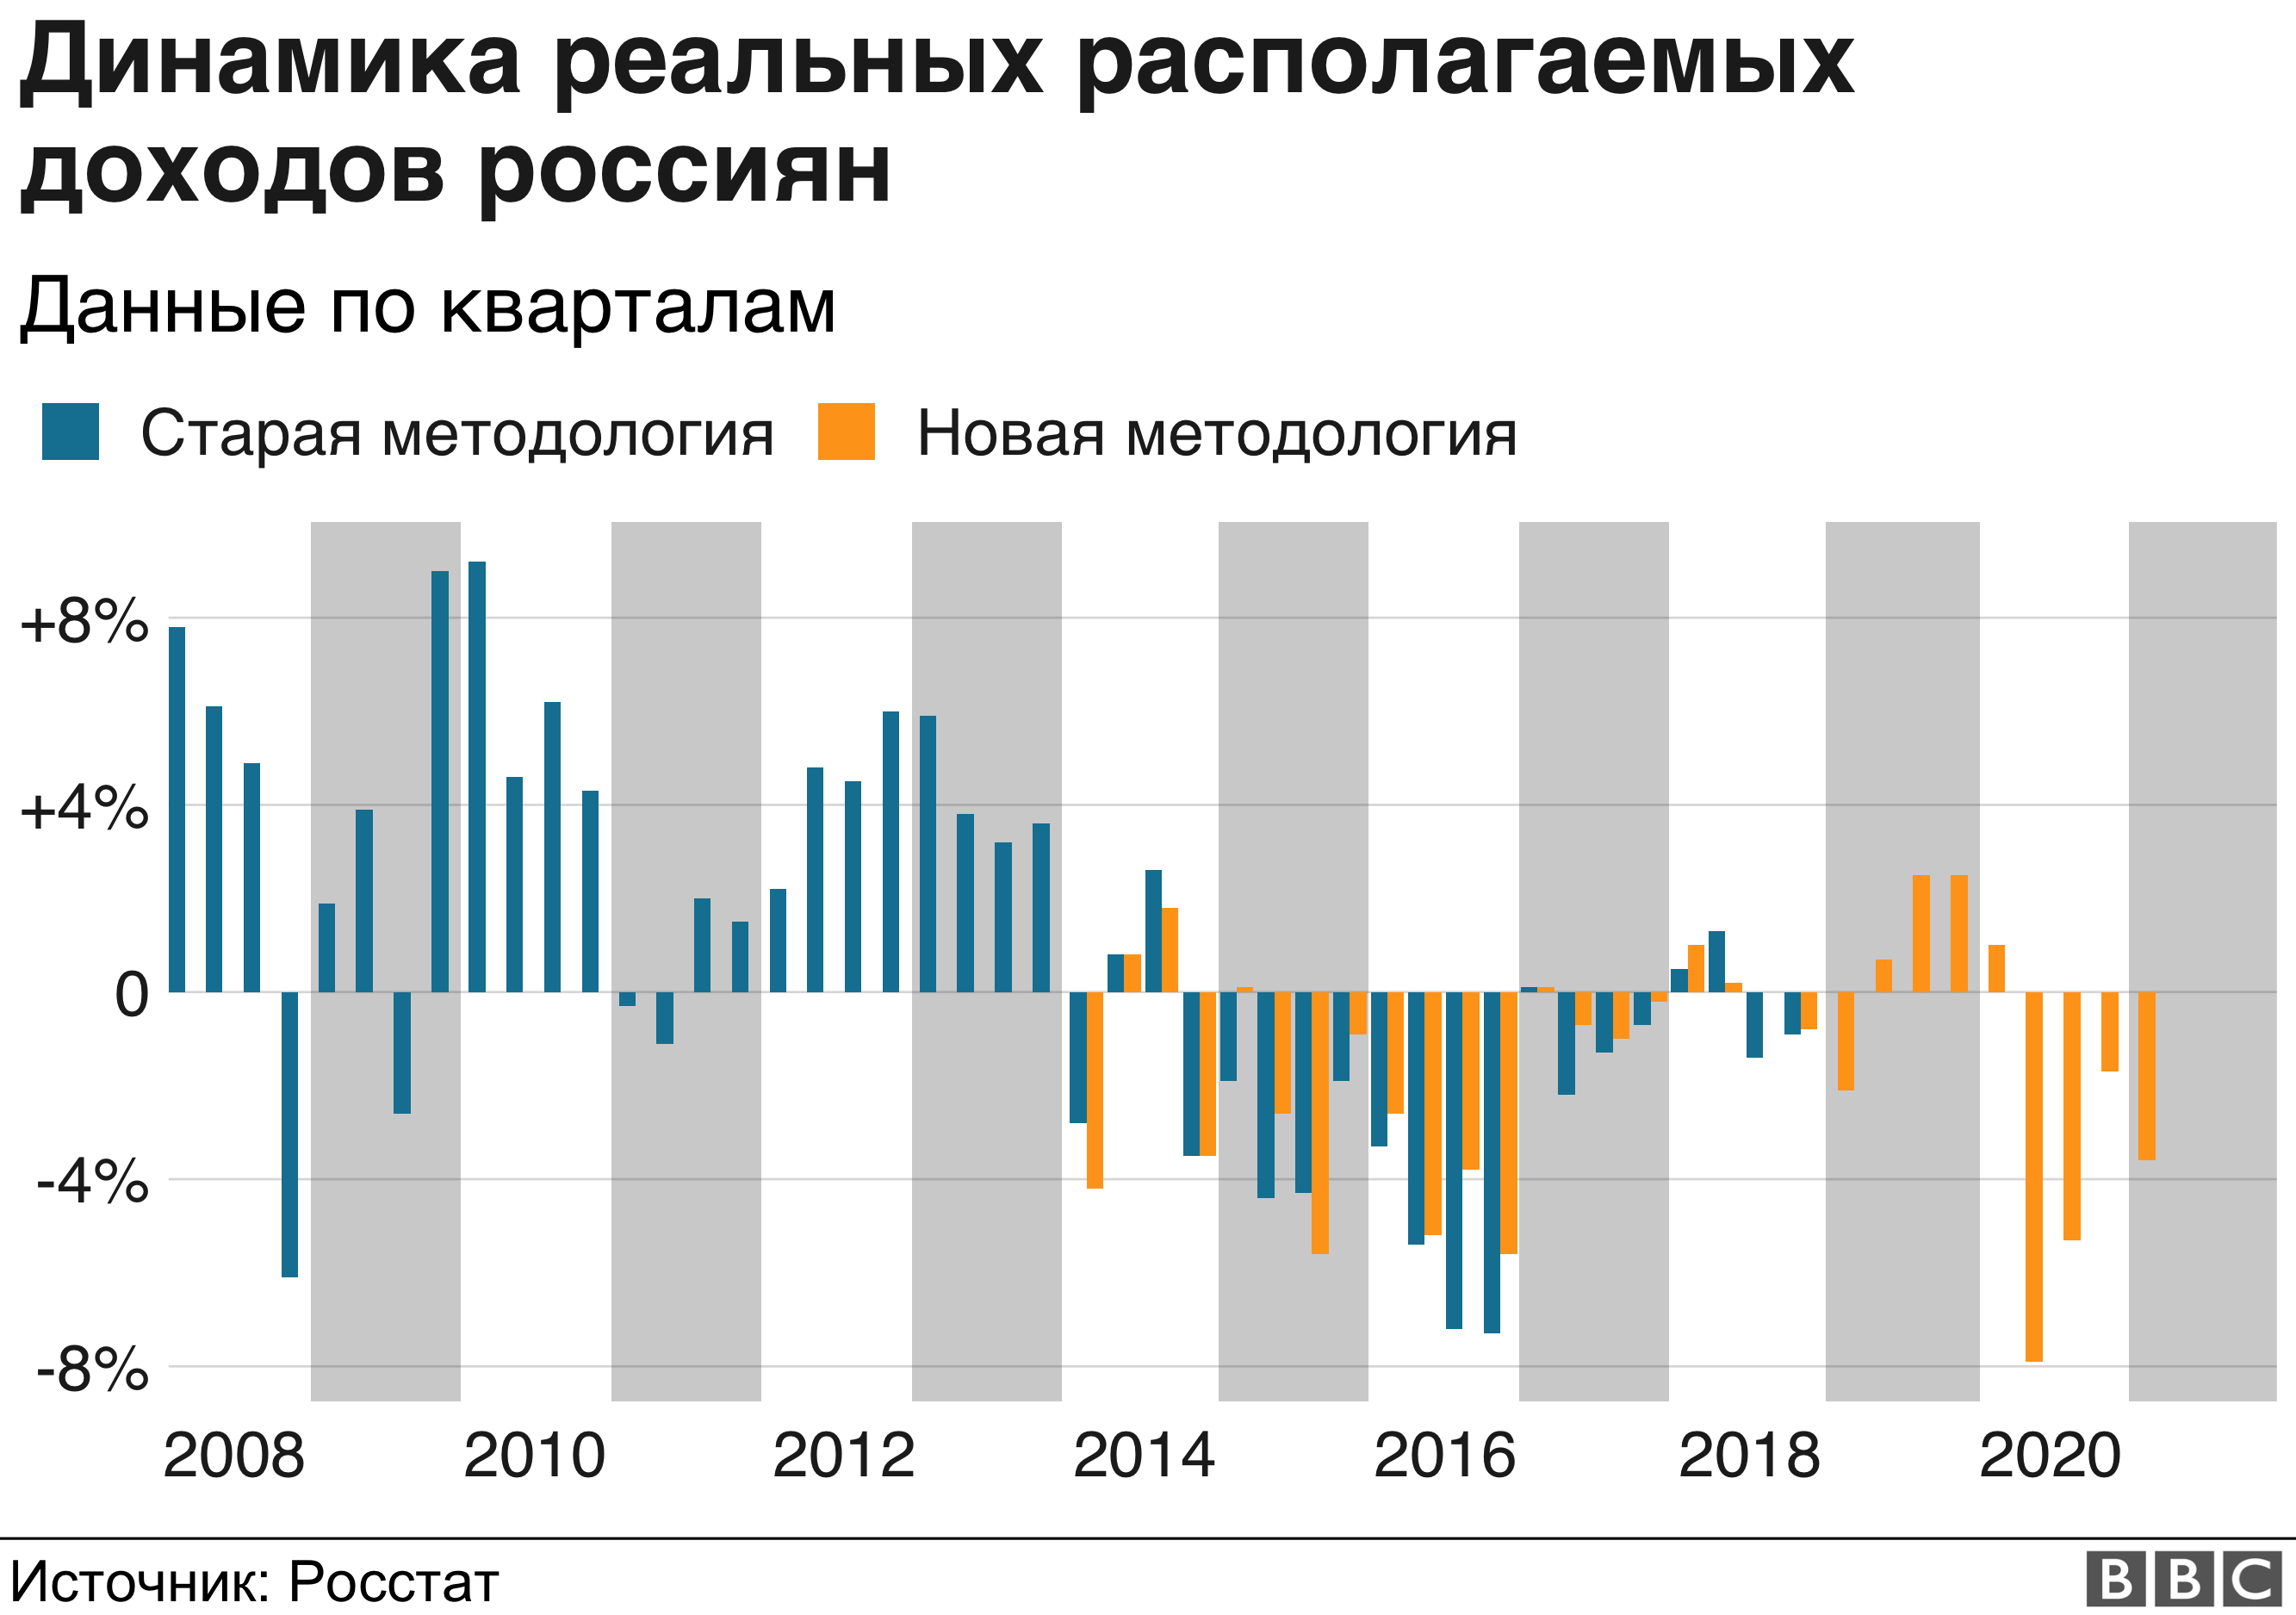 Динамика реальных располагаемых
доходов россиян
Данные по кварталам
Старая методология Новая методология
+8%
+4%
0
-4%
-8%
2008 2010 2012 2014 2016 2018 2020
Источник: Росстат
BBC